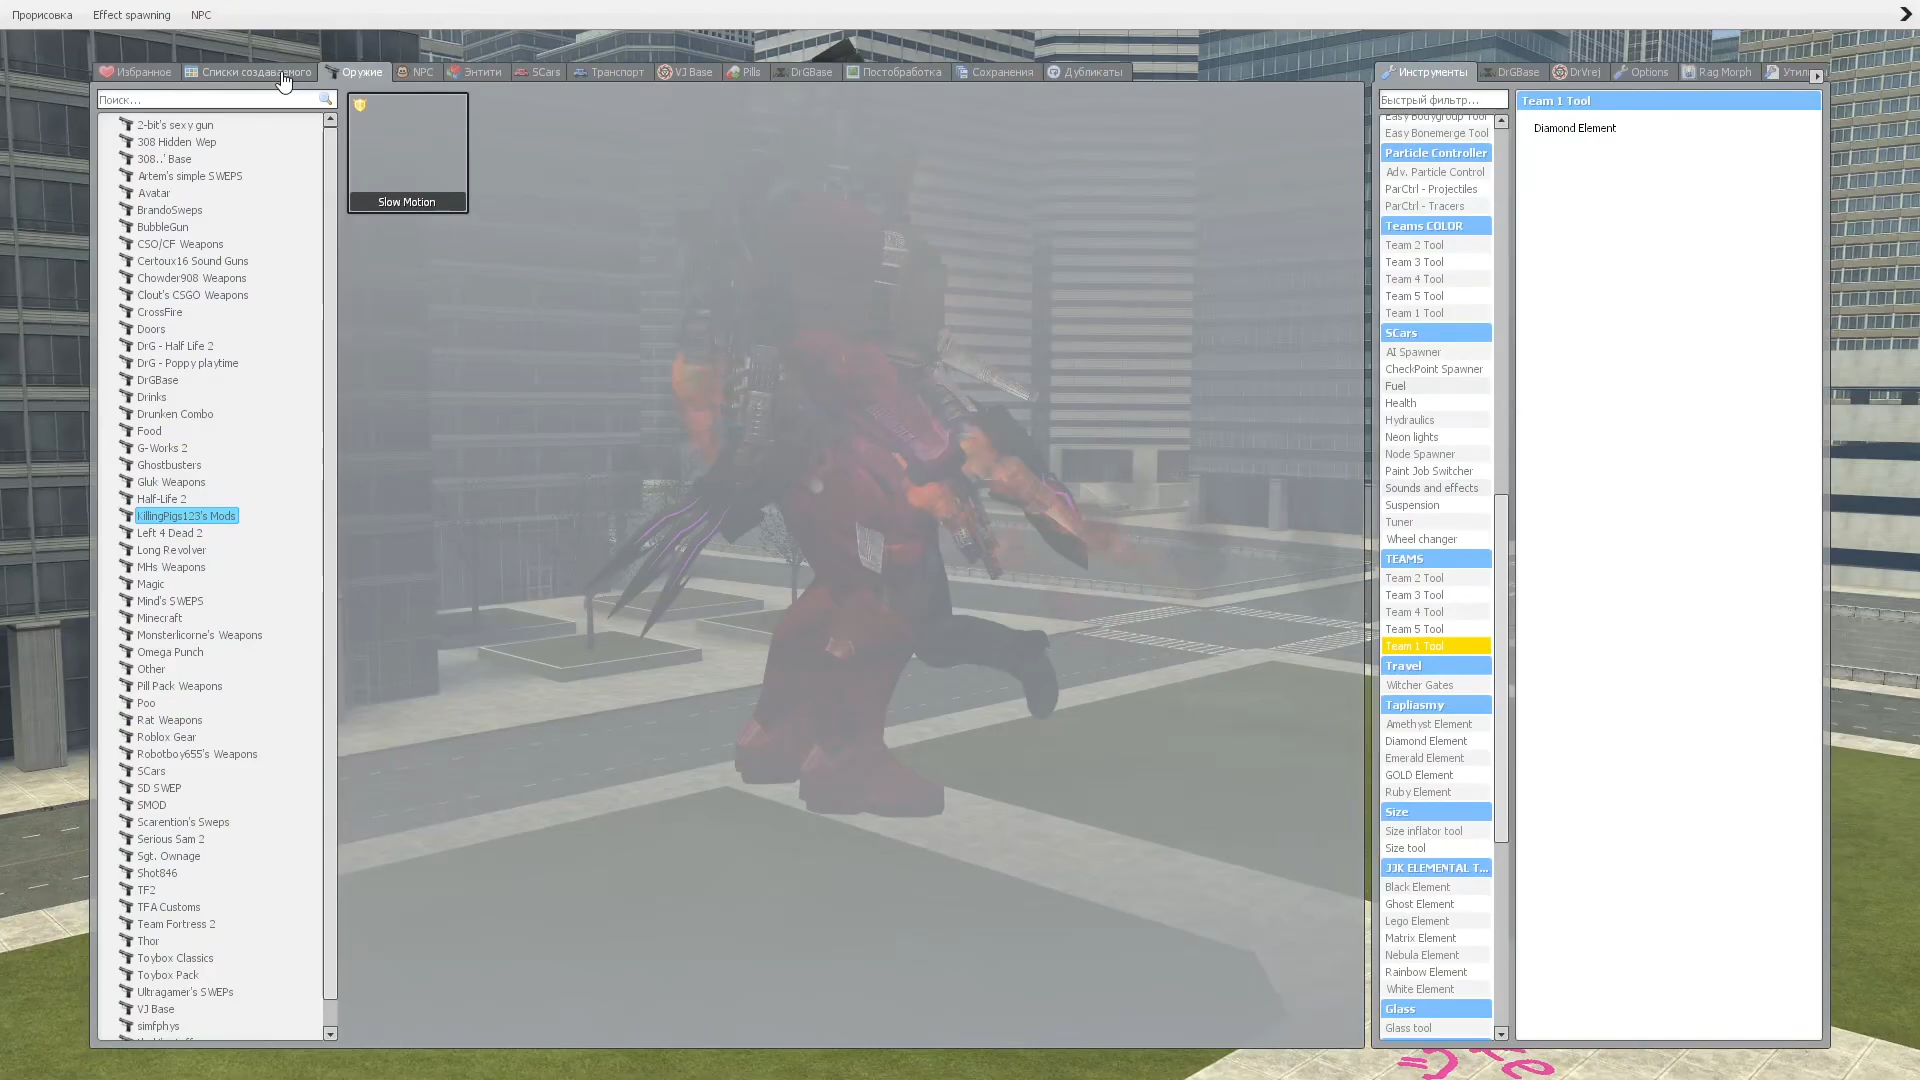 Прорисовка
Effect spawning
NPC
Избранное
Списки создаваемого
Оружие
NPC
Энтити
SCars
Транспорт
VJ Base
Pills
DrGBase
Постобработка
Сохранения
Дубликаты
Поиск...
2-bit's sexy gun
308 Hidden Wep
308..' Base
Artem's simple SWEPS
Avatar
BrandoSweps
BubbleGun
CSO/CF Weapons
Certoux16 Sound Guns
Chowder908 Weapons
Clout's CSGO Weapons
CrossFire
Doors
DrG - Half Life 2
DrG - Poppy playtime
DrGBase
Drinks
Drunken Combo
Food
G-Works 2
Ghostbusters
Gluk Weapons
Half-Life 2
KillingPigs123's Mods
Left 4 Dead 2
Long Revolver
MHs Weapons
Magic
Mind's SWEPS
Minecraft
Monsterlicorne's Weapons
Omega Punch
Other
Pill Pack Weapons
Poo
Rat Weapons
Roblox Gear
Robotboy655's Weapons
SCars
SD SWEP
SMOD
Scarention's Sweps
Serious Sam 2
Sgt. Ownage
Shot846
TF2
TFA Customs
Team Fortress 2
Thor
Toybox Classics
Toybox Pack
Ultragamer's SWEPs
VJ Base
simfphys
Slow Motion
Инструменты
DrGBase
DrVrej
Options
Rag Morph
Утили
Быстрый фильтр...
Easy Bodygroup Tool
Easy Bonemerge Tool
Particle Controller
Adv. Particle Control
ParCtrl - Projectiles
ParCtrl - Tracers
Teams COLOR
Team 2 Tool
Team 3 Tool
Team 4 Tool
Team 5 Tool
Team 1 Tool
SCars
AI Spawner
CheckPoint Spawner
Fuel
Health
Hydraulics
Neon lights
Node Spawner
Paint Job Switcher
Sounds and effects
Suspension
Tuner
Wheel changer
TEAMS
Team 2 Tool
Team 3 Tool
Team 4 Tool
Team 5 Tool
Team 1 Tool
Travel
Witcher Gates
Tapliasmy
Amethyst Element
Diamond Element
Emerald Element
GOLD Element
Ruby Element
Size
Size inflator tool
Size tool
JJK ELEMENTAL T...
Black Element
Ghost Element
Lego Element
Matrix Element
Nebula Element
Rainbow Element
White Element
Glass
Glass tool
Team 1 Tool
Diamond Element